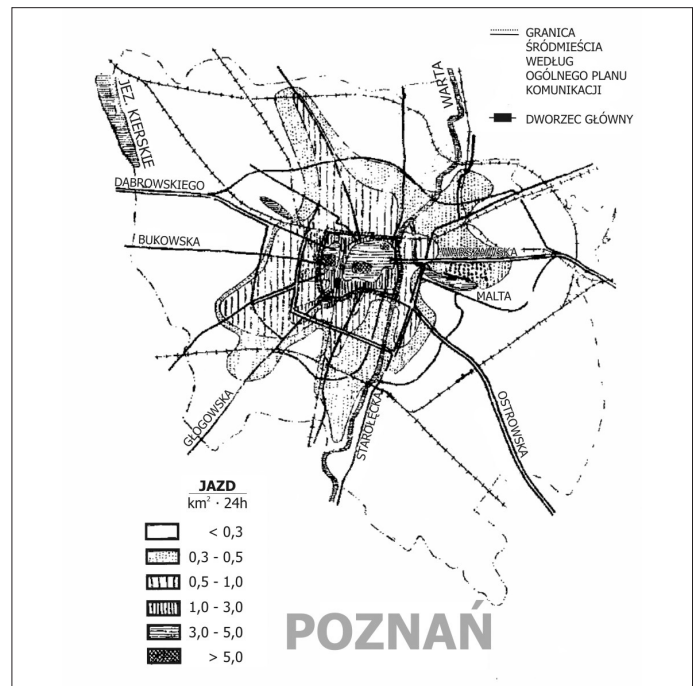 GRANICA
ŚRÓDMIEŚCIA
WEDŁUG
OGÓLNEGO PLANU
KOMUNIKACJI
DWORZEC GŁÓWNY
WARTA
JEZ. KIERSKIE
DĄBROWSKIEGO
BUKOWSKA
MALTA
GŁOGOWSKA
STAROŁĘCKA
OSTROWSKA
JAZD
km² · 24h
< 0,3
0,3 - 0,5
0,5 - 1,0
1,0 - 3,0
3,0 - 5,0
> 5,0
POZNAŃ